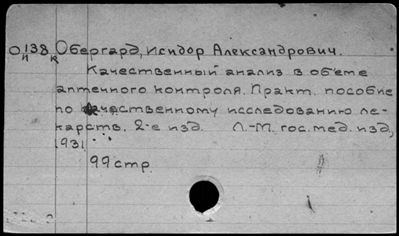 О 138 Обергард, Исидор Александрович.
н к
Качественный анализ в объеме
аптечного контроля. Практ. пособие
по качественному исследованию ле-
карств. 2-е изд. Л.-М. гос. мед. изд,
1931
99 стр.